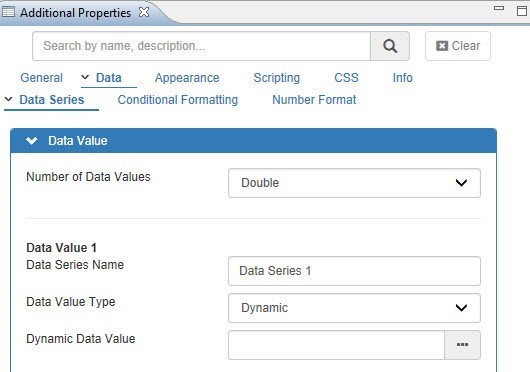 Additional Properties
Search by name, description...
Clear
General Data Appearance Scripting CSS Info
Data Series Conditional Formatting Number Format
Data Value
Number of Data Values Double
Data Value 1
Data Series Name Data Series 1
Data Value Type Dynamic
Dynamic Data Value ...